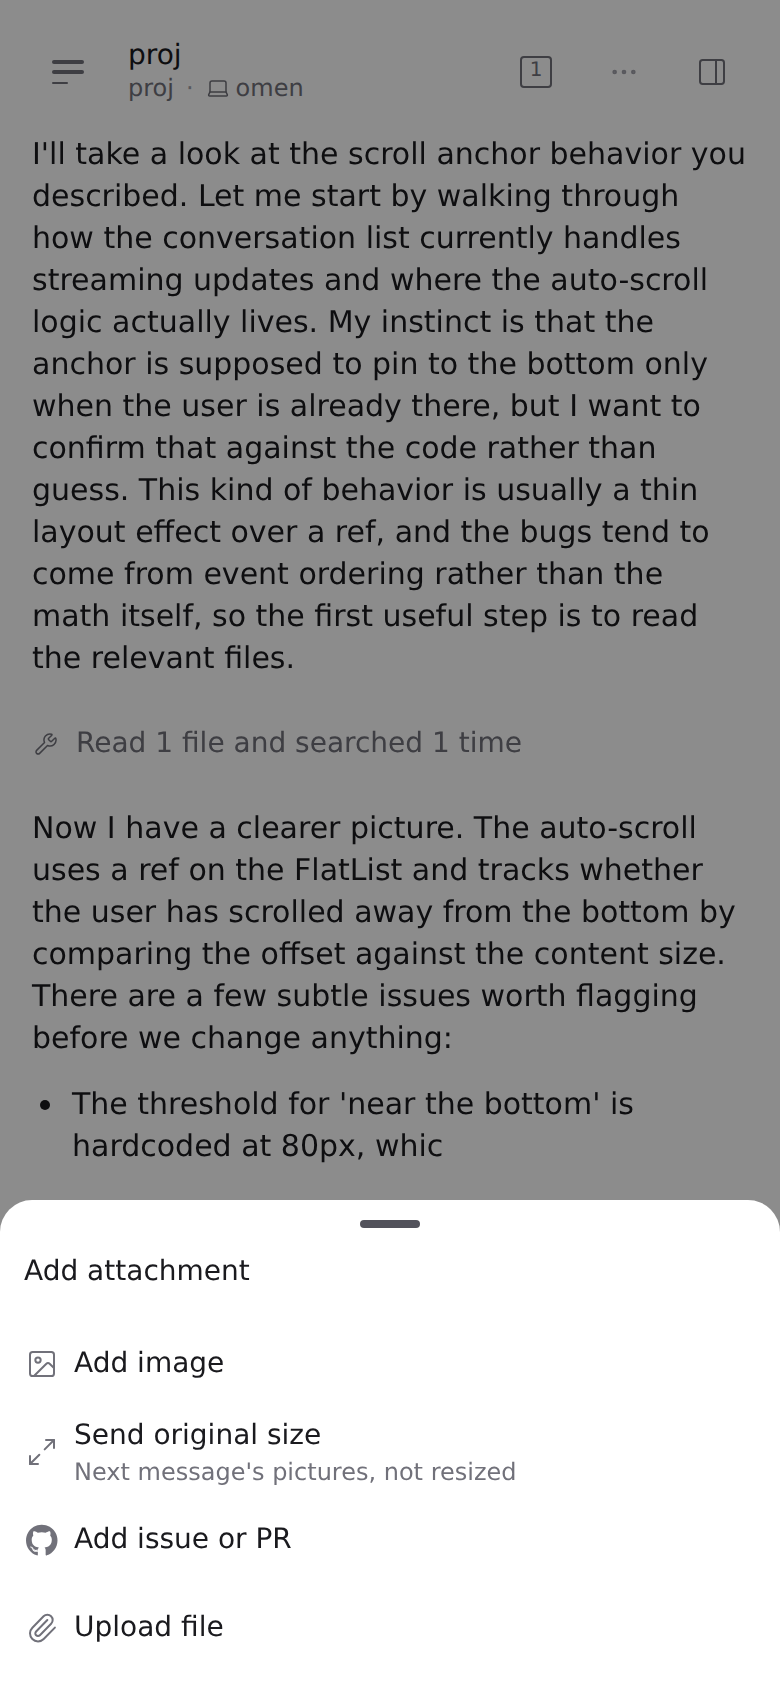 proj
proj · omen
1
I'll take a look at the scroll anchor behavior you
described. Let me start by walking through
how the conversation list currently handles
streaming updates and where the auto-scroll
logic actually lives. My instinct is that the
anchor is supposed to pin to the bottom only
when the user is already there, but I want to
confirm that against the code rather than
guess. This kind of behavior is usually a thin
layout effect over a ref, and the bugs tend to
come from event ordering rather than the
math itself, so the first useful step is to read
the relevant files.
Read 1 file and searched 1 time
Now I have a clearer picture. The auto-scroll
uses a ref on the FlatList and tracks whether
the user has scrolled away from the bottom by
comparing the offset against the content size.
There are a few subtle issues worth flagging
before we change anything:
• The threshold for 'near the bottom' is
hardcoded at 80px, whic
Add attachment
Add image
Send original size
Next message's pictures, not resized
Add issue or PR
Upload file